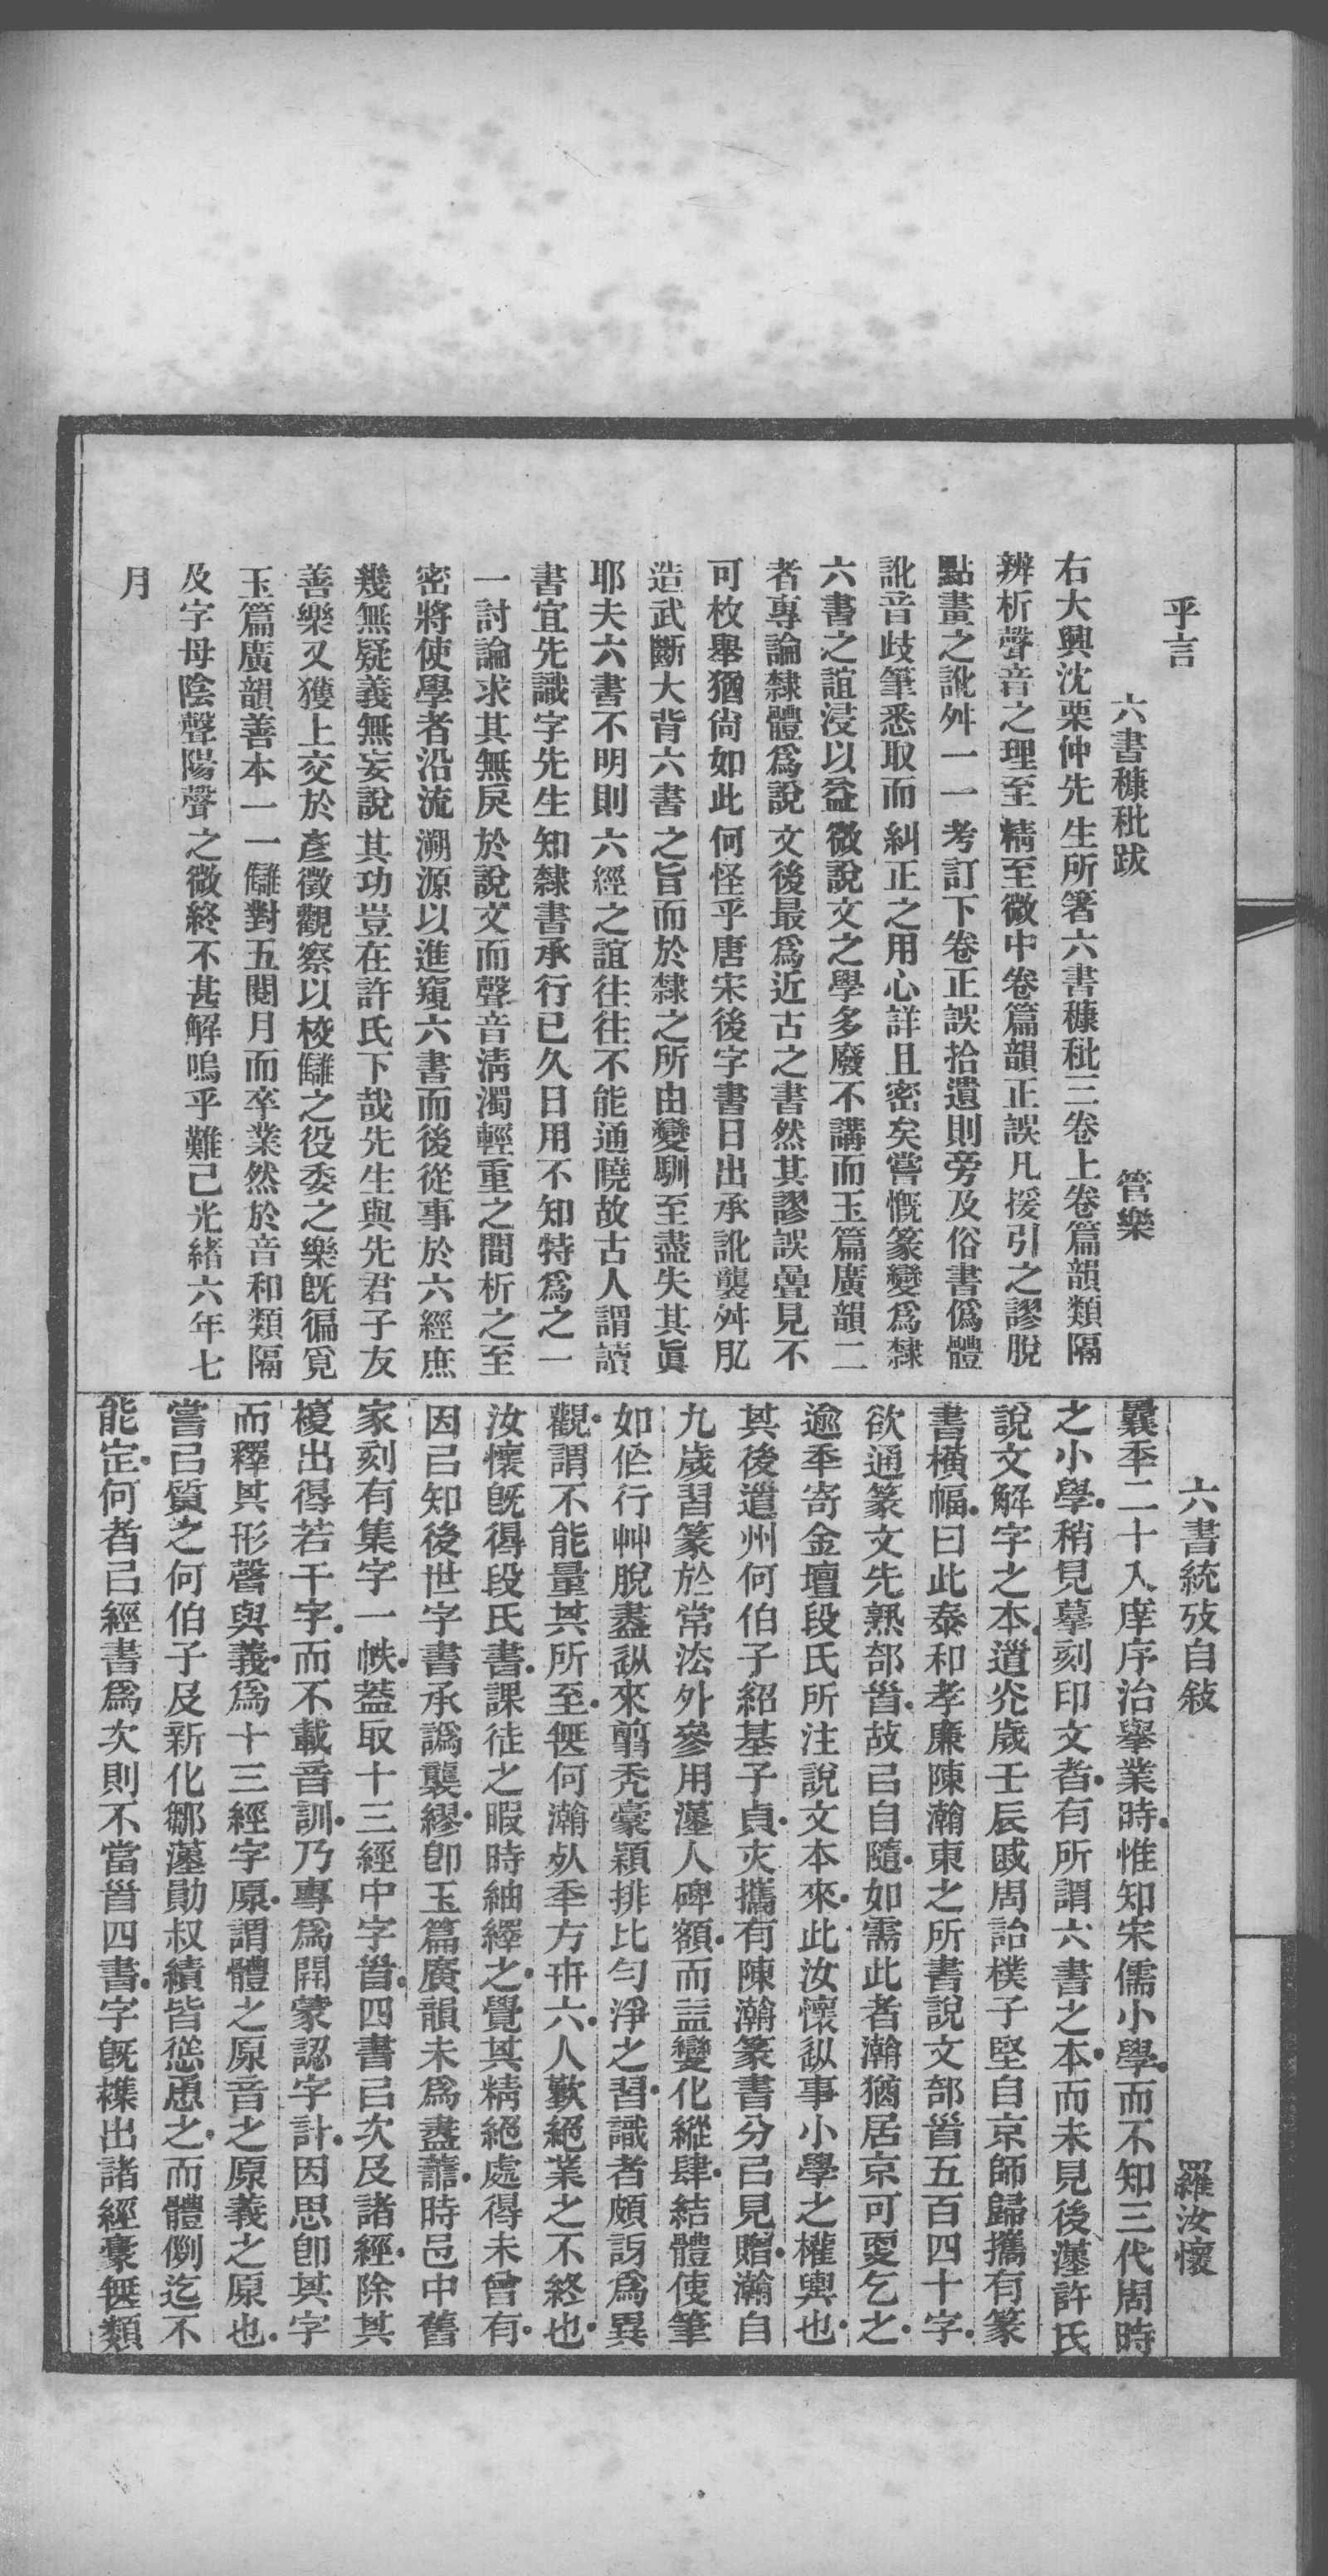 乎言
六書穅秕跋　管樂
右大興沈栗仲先生所箸六書穅秕三卷上卷篇韻類隔
辨析聲音之理至精至微中卷篇韻正誤凡援引之謬脫
點畫之訛舛一一考訂下卷正誤拾遺則旁及俗書僞體
訛音歧筆悉取而糾正之用心詳且密矣嘗慨篆變爲隸
六書之誼浸以益微說文之學多廢不講而玉篇廣韻二
者專論隸體爲說文後最爲近古之書然其謬誤疊見不
可枚舉猶尙如此何怪乎唐宋後字書日出承訛襲舛肊
造武斷大背六書之旨而於隸之所由變馴至盡失其眞
耶夫六書不明則六經之誼往往不能通曉故古人謂讀
書宜先識字先生知隸書承行已久日用不知特爲之一
一討論求其無戾於說文而聲音淸濁輕重之間析之至
密將使學者沿流溯源以進窺六書而後從事於六經庶
幾無疑義無妄說其功豈在許氏下哉先生與先君子友
善樂又獲上交於彥徵觀察以校讎之役委之樂旣徧覓
玉篇廣韻善本一一讎對五閱月而卒業然於音和類隔
及字母陰聲陽聲之微終不甚解嗚乎難已光緒六年七
月
六書統攷自敍　羅汝懷
曩秊二十入庠序治擧業時惟知宋儒小學而不知三代周時
之小學稍見摹刻印文者有所謂六書之本而未見後漢許氏
說文解字之本道炗歲壬辰戚周詒樸子堅自京師歸攜有篆
書橫幅曰此泰和孝廉陳瀚東之所書說文部首五百四十字
欲通篆文先熟部首故㠯自隨如需此者瀚猶居京可更乞之
逾秊寄金壇段氏所注說文本來此汝懷從事小學之權輿也
其後道州何伯子紹基子貞亦攜有陳瀚篆書分㠯見贈瀚自
九歲習篆於常法外參用漢人碑額而益變化縱肆結體使筆
如作行艸脫盡從來翦禿豪穎排比勻淨之習識者頗訝爲異
觀謂不能量其所至無何瀚歾秊方卅六人歎絕業之不終也
汝懷旣得段氏書課徒之暇時紬繹之覺其精絕處得未曾有
因㠯知後世字書承譌襲繆卽玉篇廣韻未爲盡善時邑中舊
家刻有集字一帙葢取十三經中字首四書㠯次及諸經除其
複出得若干字而不載音訓乃專爲開蒙認字計因思卽其字
而釋其形聲與義爲十三經字原謂體之原音之原義之原也
嘗㠯質之何伯子及新化鄒漢勛叔績皆慫恿之而體例迄不
能定何者㠯經書爲次則不當首四書字旣襍出諸經豪無類